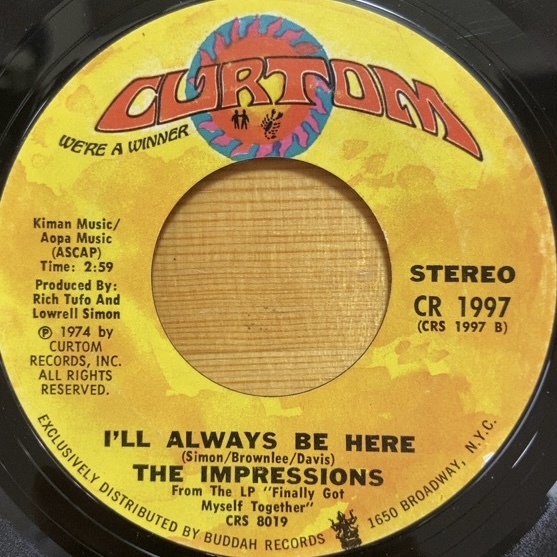 CURTOM
WE'RE A WINNER
Kiman Music/
Aopa Music
(ASCAP)
Time: 2:59
Produced By:
Rich Tufo And
Lowrell Simon
Ⓟ 1974 by
CURTOM
RECORDS, INC.
ALL RIGHTS
RESERVED.
STEREO
CR 1997
(CRS 1997 B)
I'LL ALWAYS BE HERE
(Simon/Brownlee/Davis)
THE IMPRESSIONS
From The LP "Finally Got
Myself Together"
CRS 8019
EXCLUSIVELY DISTRIBUTED BY BUDDAH RECORDS 1650 BROADWAY, N.Y.C.